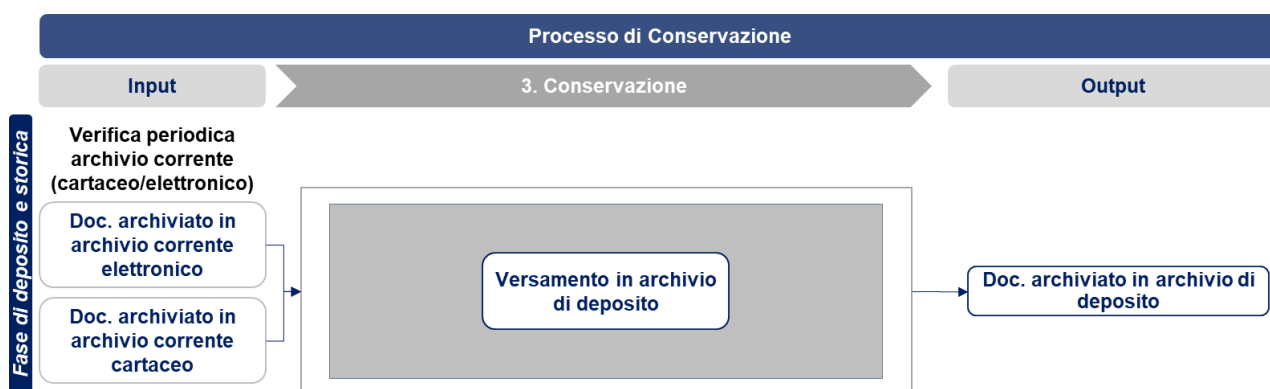 Processo di Conservazione
Input
3. Conservazione
Output
Fase di deposito e storica
Verifica periodica
archivio corrente
(cartaceo/elettronico)
Doc. archiviato in
archivio corrente
elettronico
Doc. archiviato in
archivio corrente
cartaceo
Versamento in archivio
di deposito
Doc. archiviato in archivio di
deposito